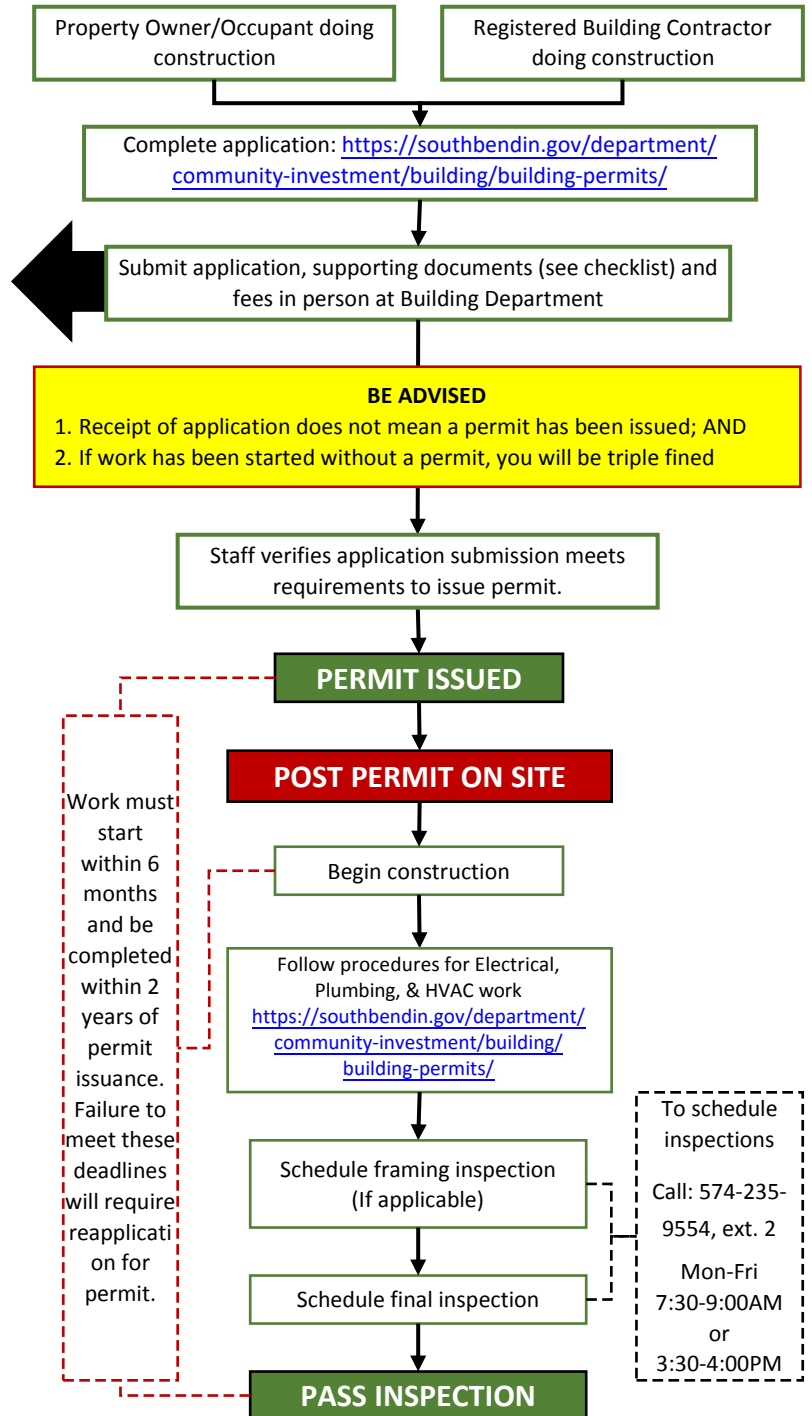 Property Owner/Occupant doing
construction
Registered Building Contractor
doing construction
Complete application: https://southbendin.gov/department/
community-investment/building/building-permits/
Submit application, supporting documents (see checklist) and
fees in person at Building Department
BE ADVISED
1. Receipt of application does not mean a permit has been issued; AND
2. If work has been started without a permit, you will be triple fined
Staff verifies application submission meets
requirements to issue permit.
PERMIT ISSUED
POST PERMIT ON SITE
Work must
start
within 6
months
and be
completed
within 2
years of
permit
issuance.
Failure to
meet these
deadlines
will require
reapplicati
on for
permit.
Begin construction
Follow procedures for Electrical,
Plumbing, & HVAC work
https://southbendin.gov/department/
community-investment/building/
building-permits/
Schedule framing inspection
(If applicable)
Schedule final inspection
To schedule
inspections
Call: 574-235-
9554, ext. 2
Mon-Fri
7:30-9:00AM
or
3:30-4:00PM
PASS INSPECTION